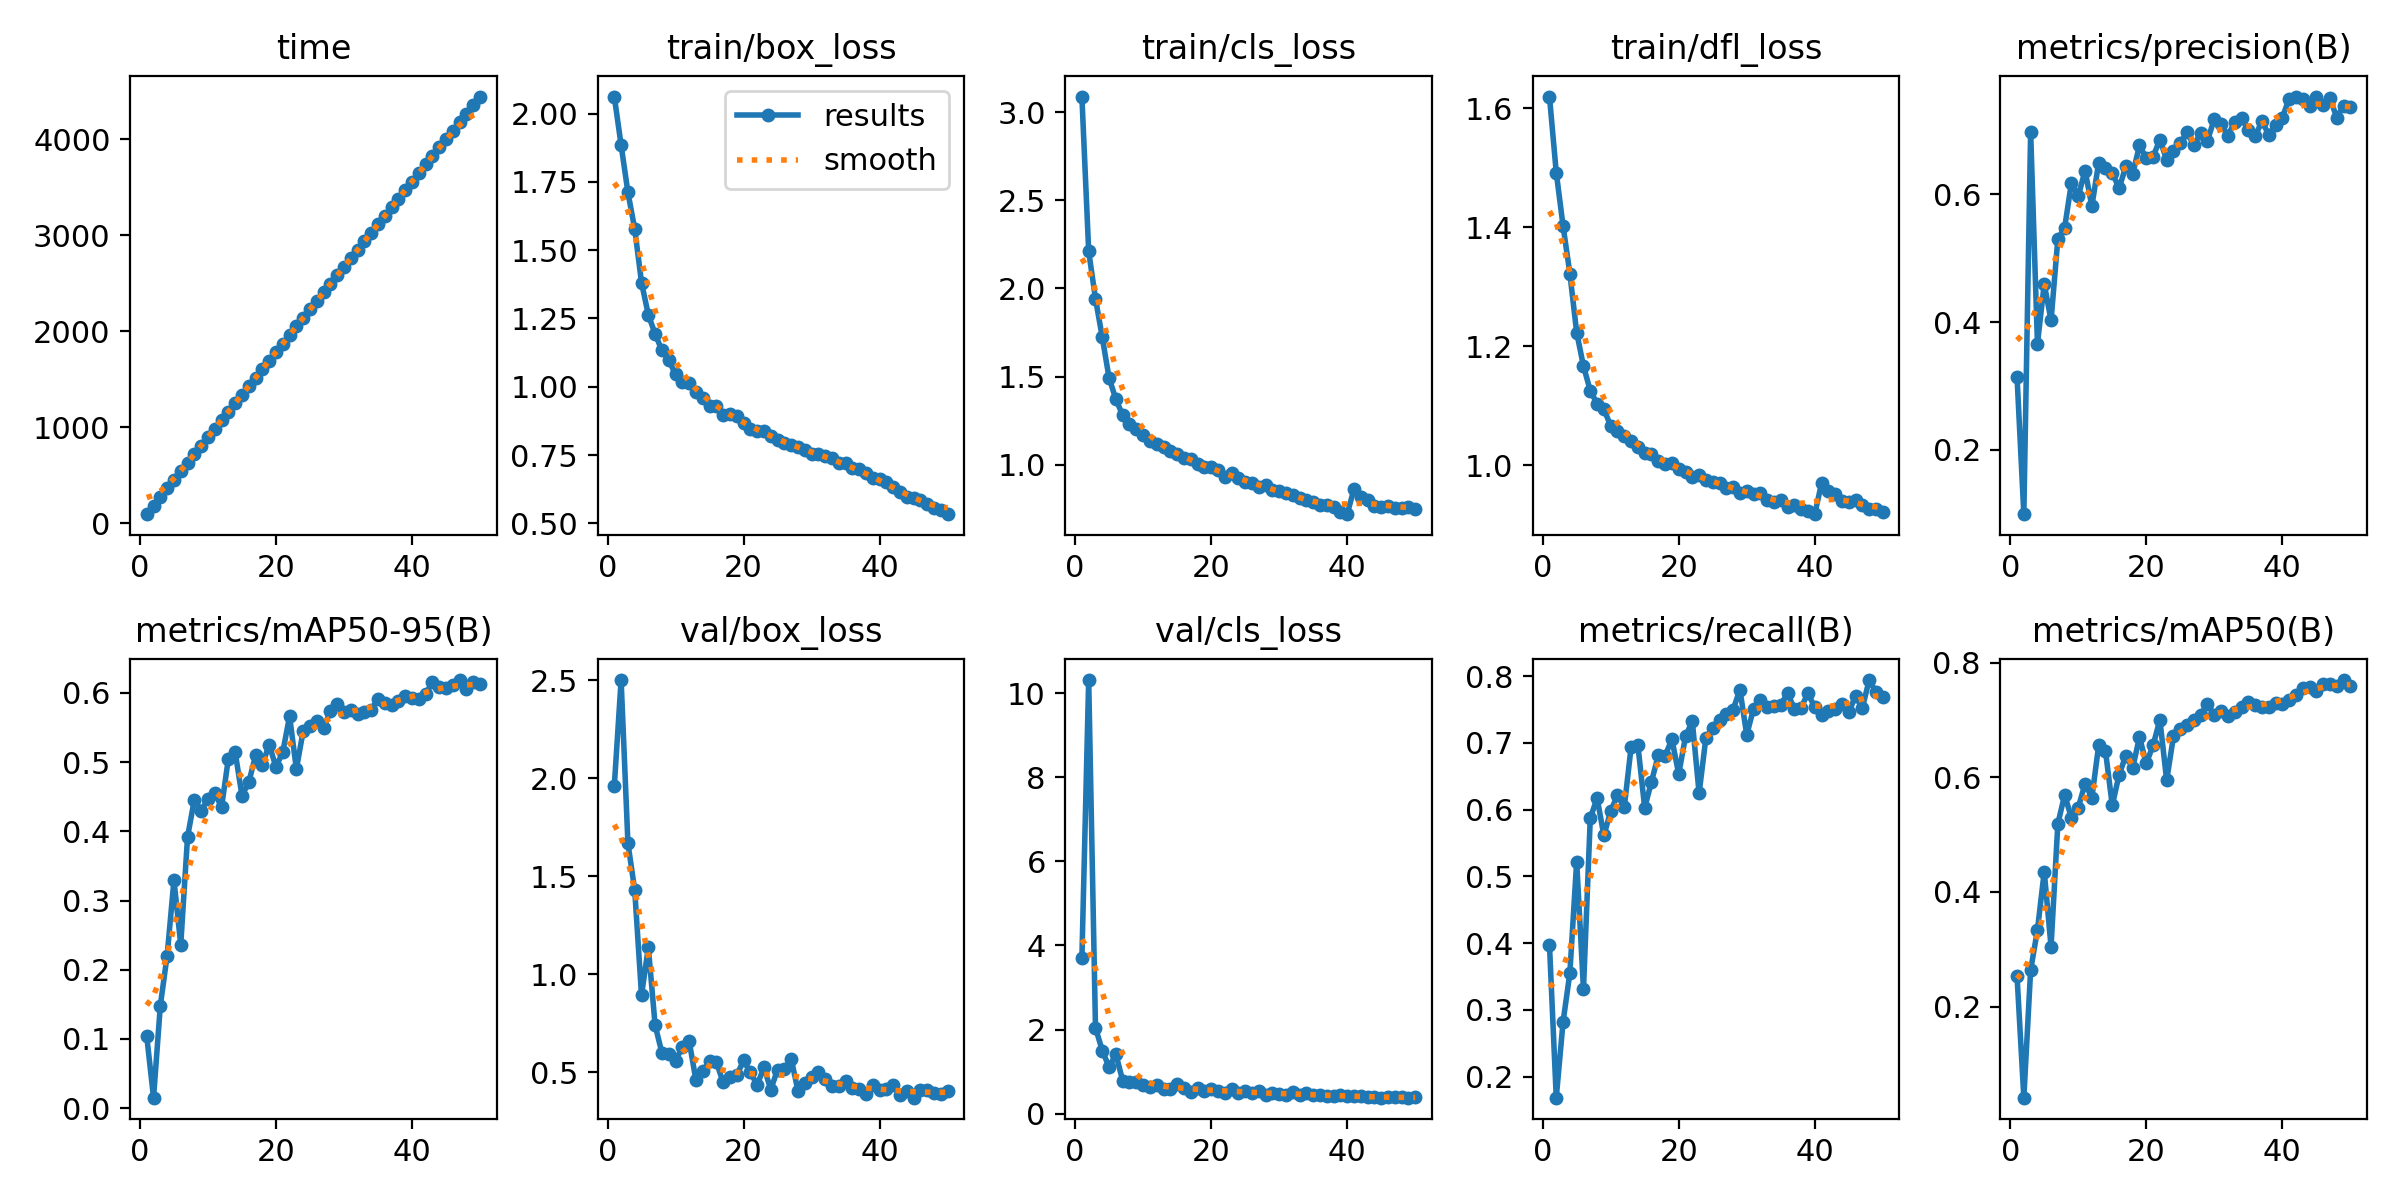 time
train/box_loss
train/cls_loss
train/dfl_loss
metrics/precision(B)
results
smooth
4000
3000
2000
1000
0
0 20 40
2.00
1.75
1.50
1.25
1.00
0.75
0.50
0 20 40
3.0
2.5
2.0
1.5
1.0
0 20 40
1.6
1.4
1.2
1.0
0 20 40
0.6
0.4
0.2
0 20 40
metrics/mAP50-95(B)
val/box_loss
val/cls_loss
metrics/recall(B)
metrics/mAP50(B)
0.6
0.5
0.4
0.3
0.2
0.1
0.0
0 20 40
2.5
2.0
1.5
1.0
0.5
0 20 40
10
8
6
4
2
0
0 20 40
0.8
0.7
0.6
0.5
0.4
0.3
0.2
0 20 40
0.8
0.6
0.4
0.2
0 20 40